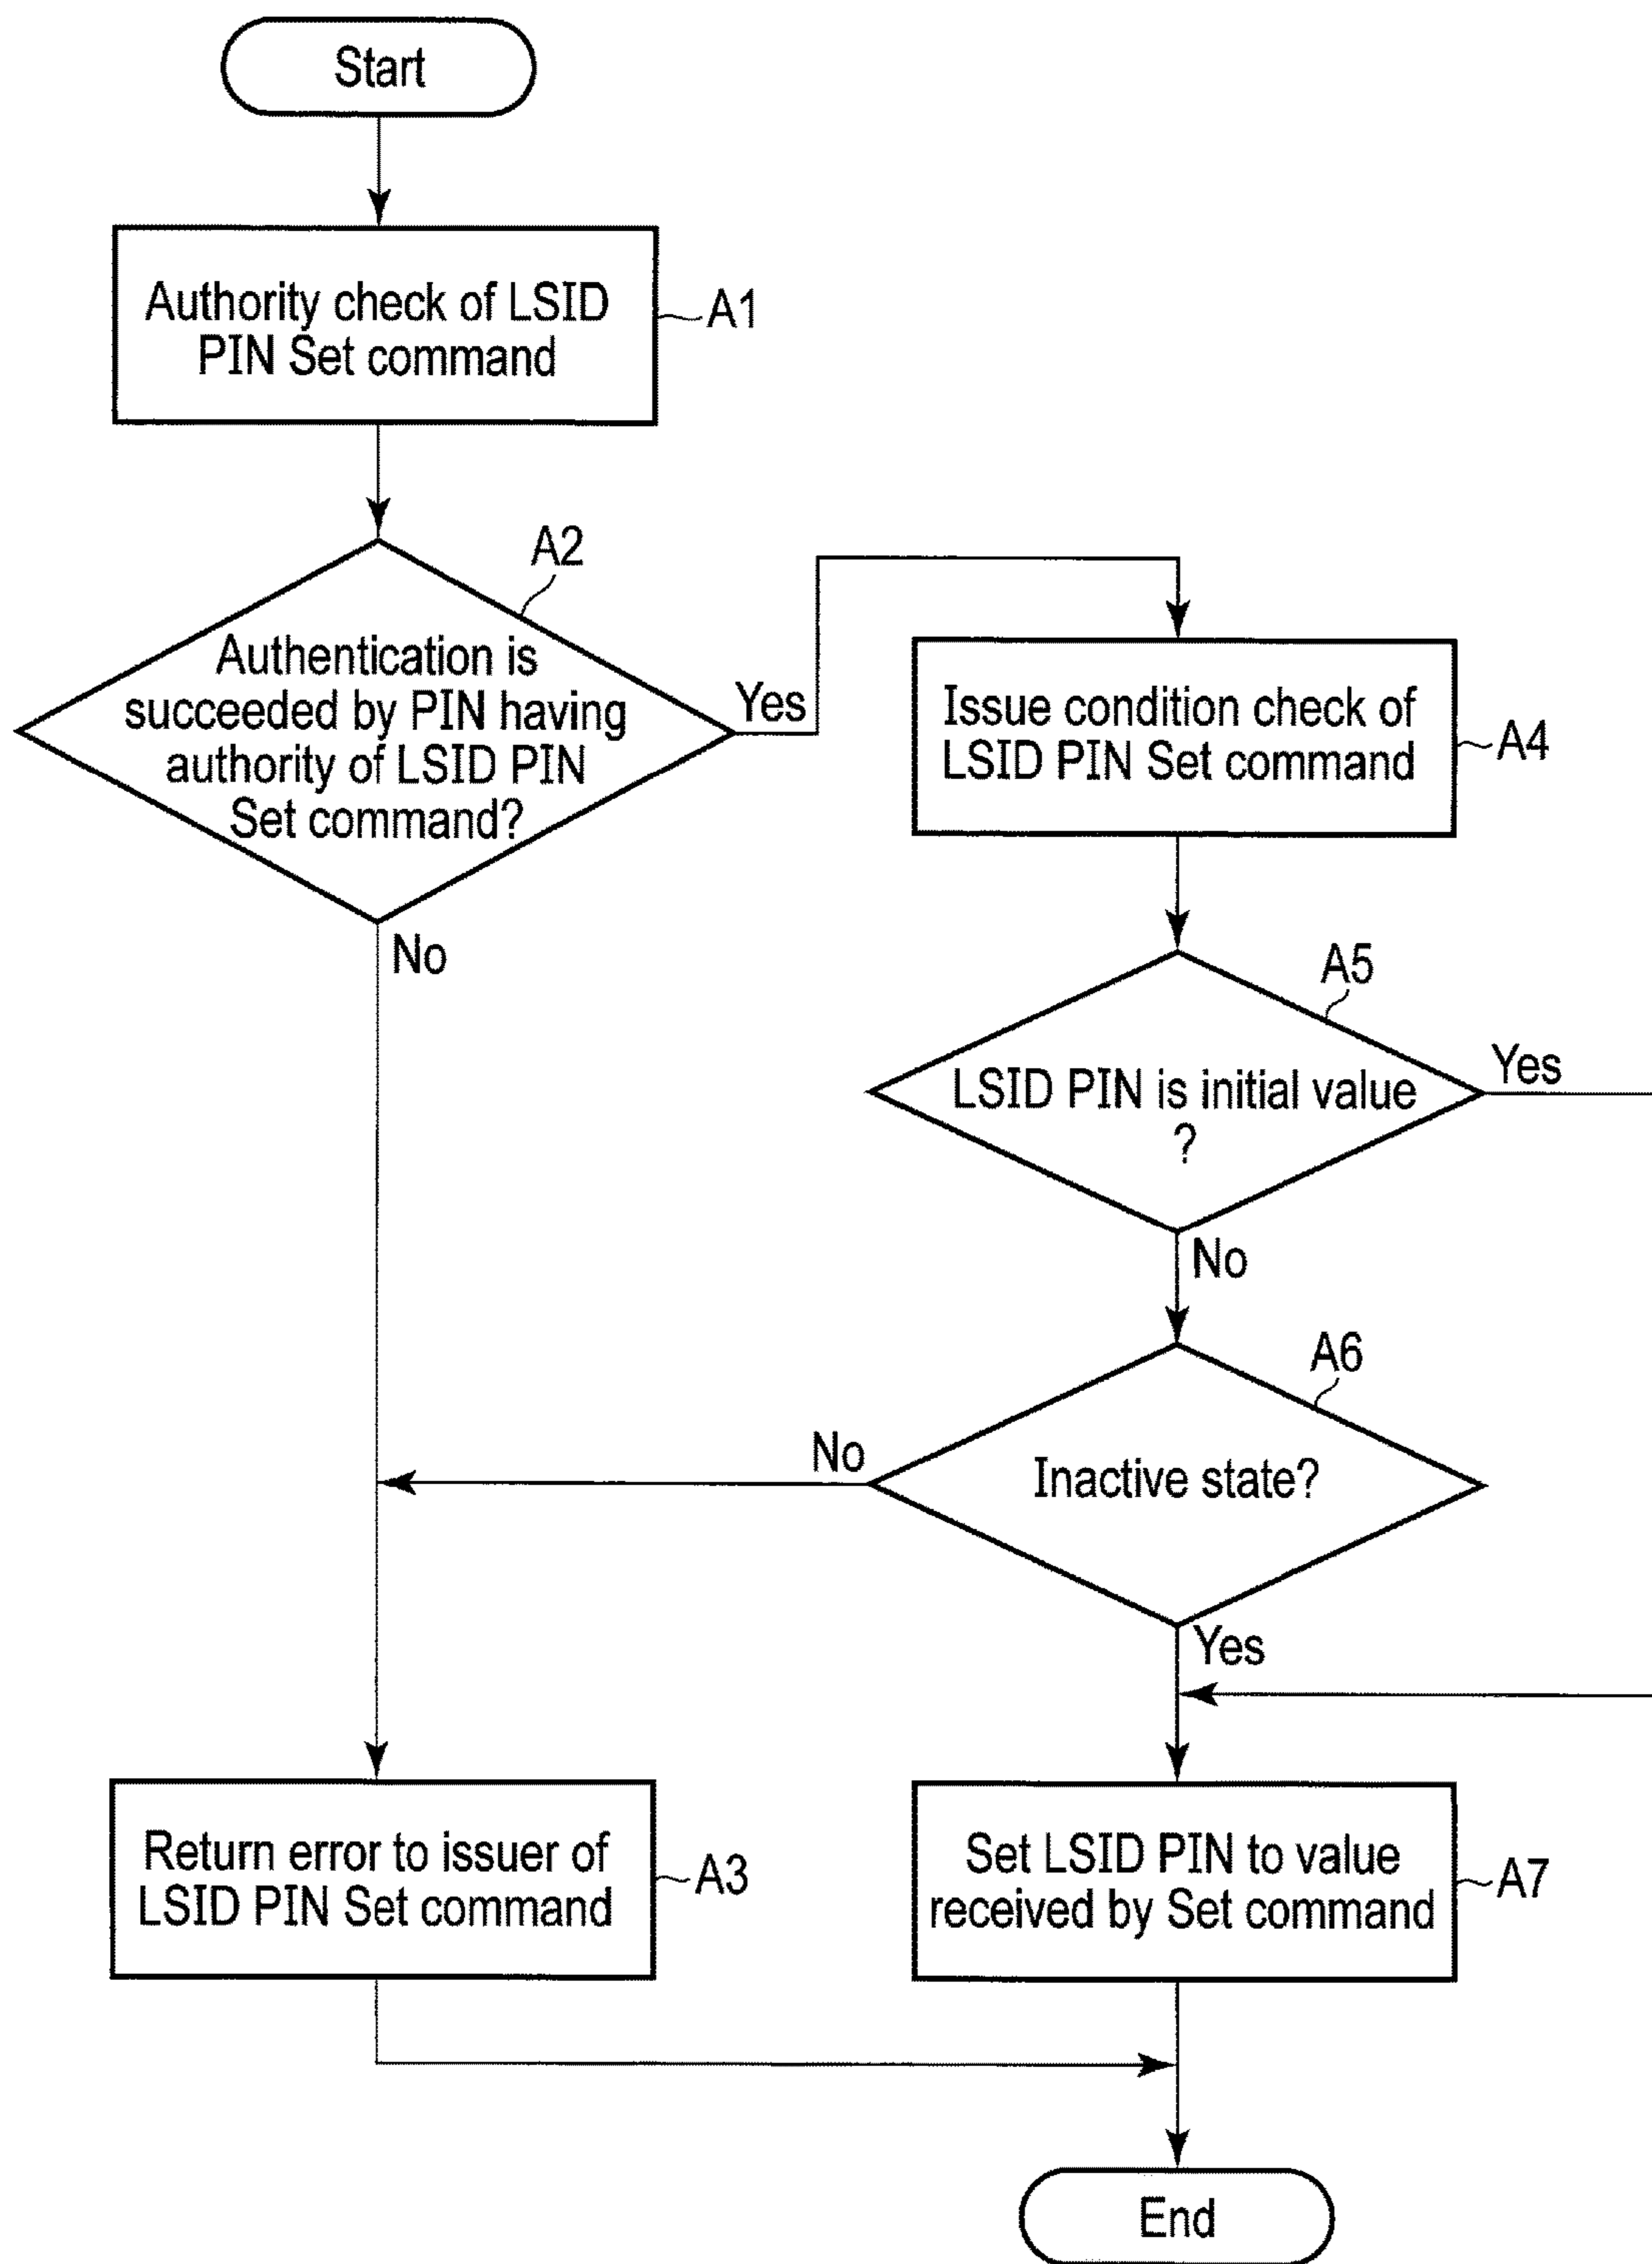 Start
Authority check of LSID
PIN Set command
A1
A2
Authentication is
succeeded by PIN having
authority of LSID PIN
Set command?
Yes
No
Issue condition check of
LSID PIN Set command
A4
A5
LSID PIN is initial value
?
Yes
No
A6
Inactive state?
No
Yes
Return error to issuer of
LSID PIN Set command
A3
Set LSID PIN to value
received by Set command
A7
End